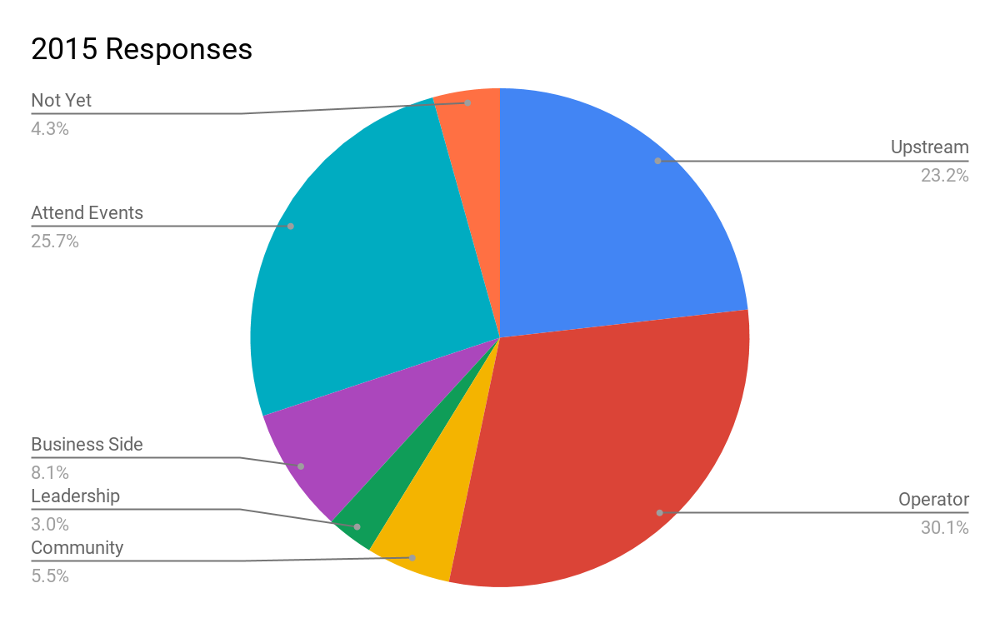 2015 Responses
Not Yet
4.3%
Attend Events
25.7%
Business Side
8.1%
Leadership
3.0%
Community
5.5%
Upstream
23.2%
Operator
30.1%